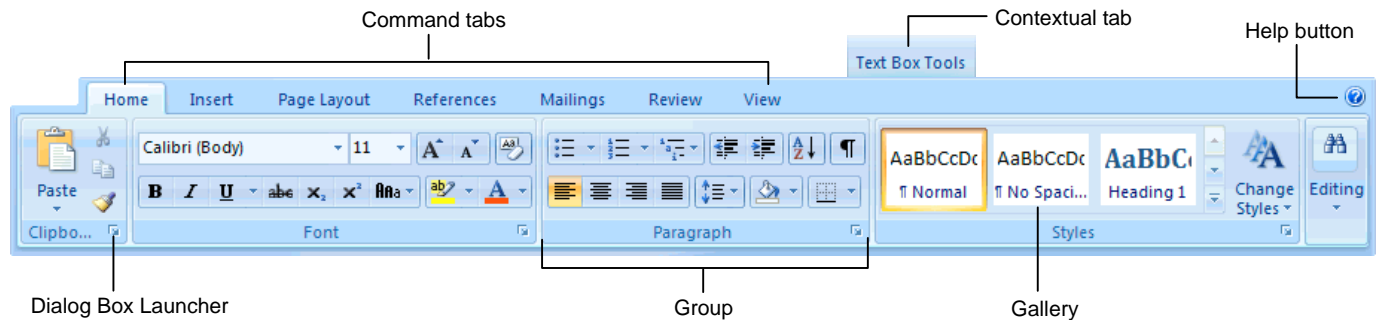 Command tabs
Contextual tab
Help button
Text Box Tools
Home Insert Page Layout References Mailings Review View
Calibri (Body) 11 A A Aa
A Z ¶
AaBbCcDc AaBbCcDc AaBbC
Paste
¶ Normal ¶ No Spaci... Heading 1
Change Styles
Editing
B I U abc x₂ x² Aa ab A
Clipbo... Font Paragraph Styles
Dialog Box Launcher
Group
Gallery